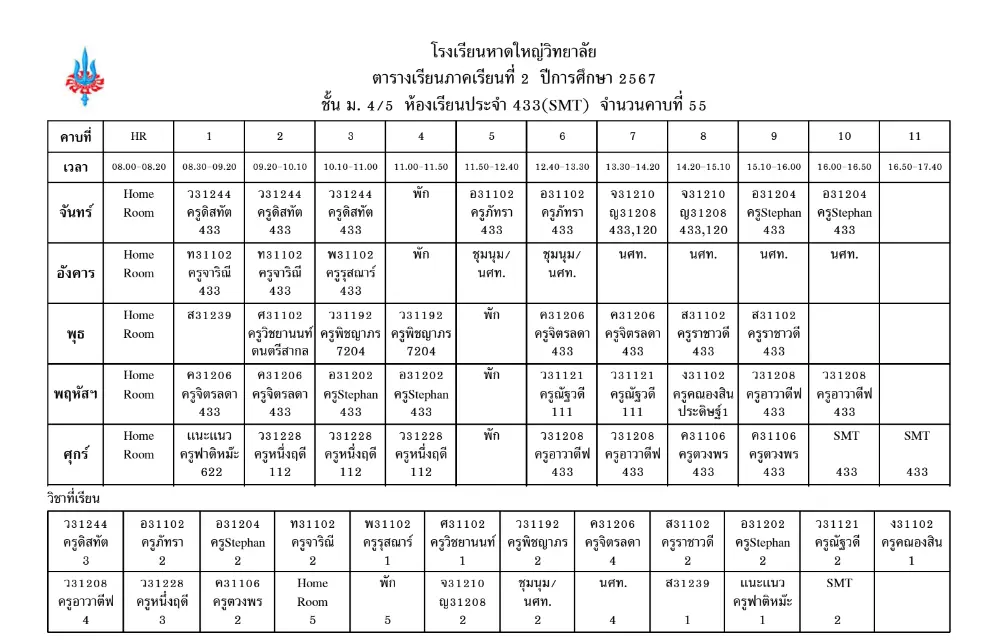 โรงเรียนหาดใหญ่วิทยาลัย
ตารางเรียนภาคเรียนที่ 2 ปีการศึกษา 2567
ชั้น ม. 4/5 ห้องเรียนประจำ 433(SMT) จำนวนคาบที่ 55
คาบที่ HR 1 2 3 4 5 6 7 8 9 10 11
เวลา 08.00-08.20 08.30-09.20 09.20-10.10 10.10-11.00 11.00-11.50 11.50-12.40 12.40-13.30 13.30-14.20 14.20-15.10 15.10-16.00 16.00-16.50 16.50-17.40
Home ว31244 ว31244 ว31244 พัก อ31102 อ31102 จ31210 จ31210 อ31204 อ31204
จันทร์ Room ครูดิสทัต ครูดิสทัต ครูดิสทัต ครูภัทรา ครูภัทรา ญ31208 ญ31208 ครูStephan ครูStephan
433 433 433 433 433 433,120 433,120 433 433
Home ท31102 ท31102 พ31102 พัก ชุมนุม/ ชุมนุม/ นศท. นศท. นศท. นศท.
อังคาร Room ครูจาริณี ครูจาริณี ครูรุสณาร์ นศท. นศท.
433 433 433
Home ส31239 ศ31102 ว31192 ว31192 พัก ค31206 ค31206 ส31102 ส31102
พุธ Room ครูวิชยานนท์ ครูพิชญาภร ครูพิชญาภร ครูจิตรลดา ครูจิตรลดา ครูราชาวดี ครูราชาวดี
ดนตรีสากล 7204 7204 433 433 433 433
Home ค31206 ค31206 อ31202 อ31202 พัก ว31121 ว31121 ง31102 ว31208 ว31208
พฤหัสฯ Room ครูจิตรลดา ครูจิตรลดา ครูStephan ครูStephan ครูณัฐวดี ครูณัฐวดี ครูคณองสิน ครูอาวาตีฟ ครูอาวาตีฟ
433 433 433 433 111 111 ประดิษฐ์1 433 433
Home แนะแนว ว31228 ว31228 ว31228 พัก ว31208 ว31208 ค31106 ค31106 SMT SMT
ศุกร์ Room ครูฟาติหม๊ะ ครูหนึ่งฤดี ครูหนึ่งฤดี ครูหนึ่งฤดี ครูอาวาตีฟ ครูอาวาตีฟ ครูตวงพร ครูตวงพร
622 112 112 112 433 433 433 433 433 433
วิชาที่เรียน
ว31244 อ31102 อ31204 ท31102 พ31102 ศ31102 ว31192 ค31206 ส31102 อ31202 ว31121 ง31102
ครูดิสทัต ครูภัทรา ครูStephan ครูจาริณี ครูรุสณาร์ ครูวิชยานนท์ ครูพิชญาภร ครูจิตรลดา ครูราชาวดี ครูStephan ครูณัฐวดี ครูคณองสิน
3 2 2 2 1 1 2 4 2 2 2 1
ว31208 ว31228 ค31106 Home พัก จ31210 ชุมนุม/ นศท. ส31239 แนะแนว SMT
ครูอาวาตีฟ ครูหนึ่งฤดี ครูตวงพร Room ญ31208 นศท. ครูฟาติหม๊ะ
4 3 2 5 5 2 2 4 1 1 2